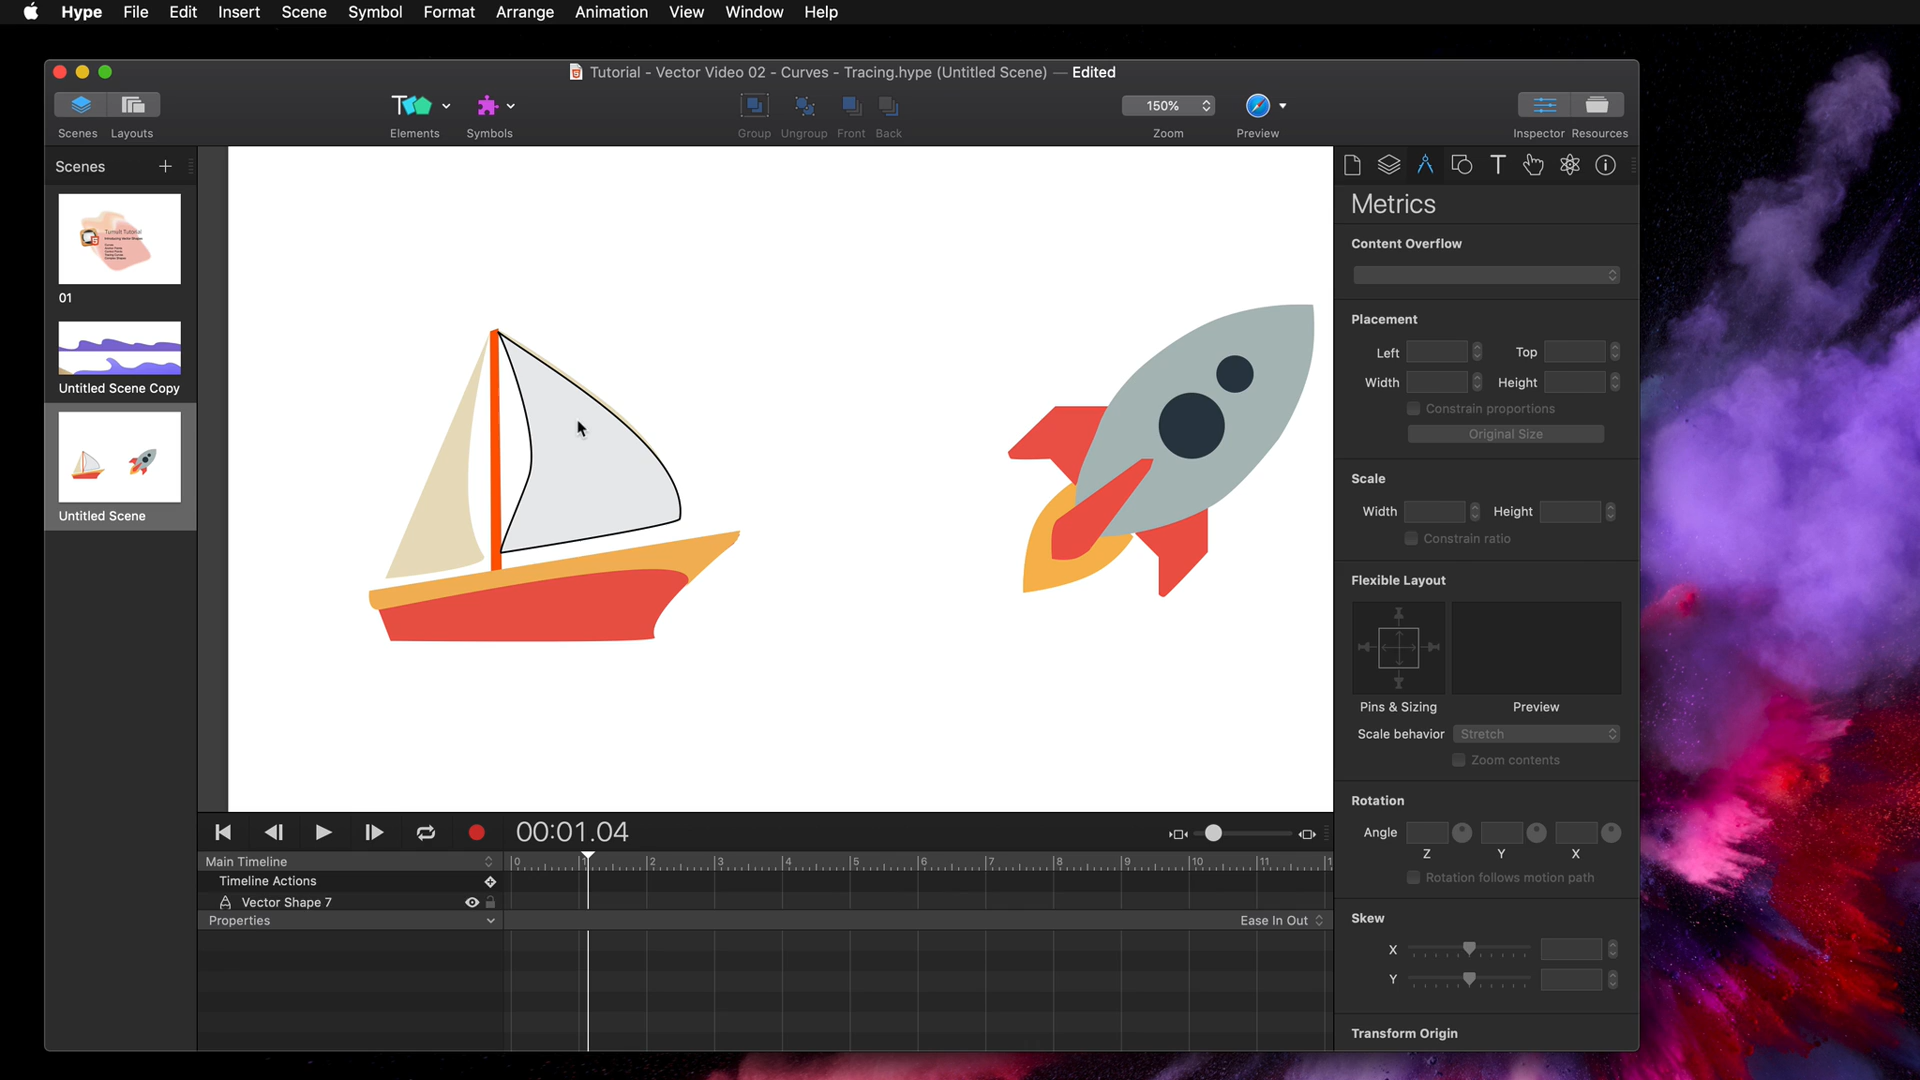 Hype File Edit Insert Scene Symbol Format Arrange Animation View Window Help
Tutorial - Vector Video 02 - Curves - Tracing.hype (Untitled Scene) — Edited
150%
Scenes Layouts Elements Symbols Group Ungroup Front Back Zoom Preview Inspector Resources
Scenes
Tumult Tutorial
01
Untitled Scene Copy
Untitled Scene
Metrics
Content Overflow
Placement
Left Top
Width Height
Constrain proportions
Original Size
Scale
Width Height
Constrain ratio
Flexible Layout
Pins & Sizing Preview
Scale behavior Stretch
Zoom contents
Rotation
Angle
Z Y X
Rotation follows motion path
Skew
X
Y
Transform Origin
00:01.04
Main Timeline 0 1 2 3 4 5 6 7 8 9 10 11
Timeline Actions
Vector Shape 7
Properties Ease In Out